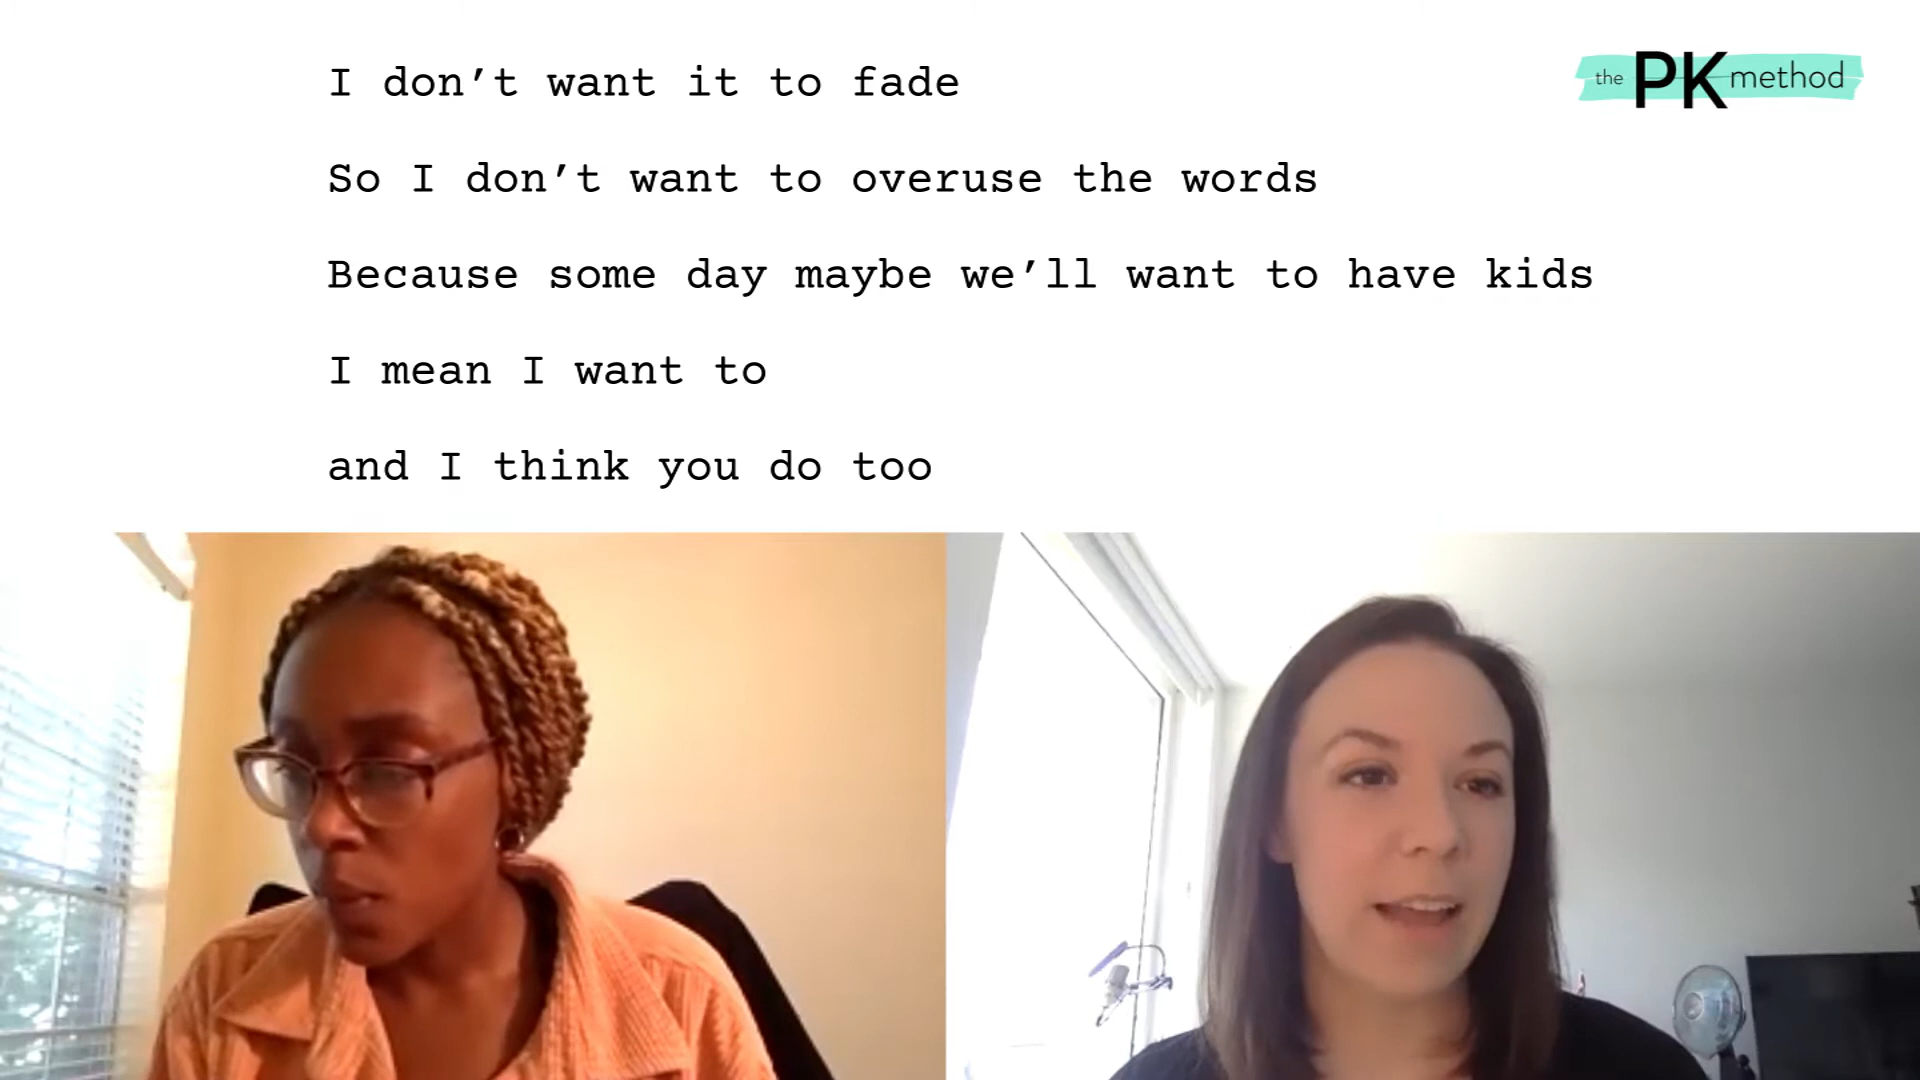 I don’t want it to fade
the PK method
So I don’t want to overuse the words
Because some day maybe we’ll want to have kids
I mean I want to
and I think you do too